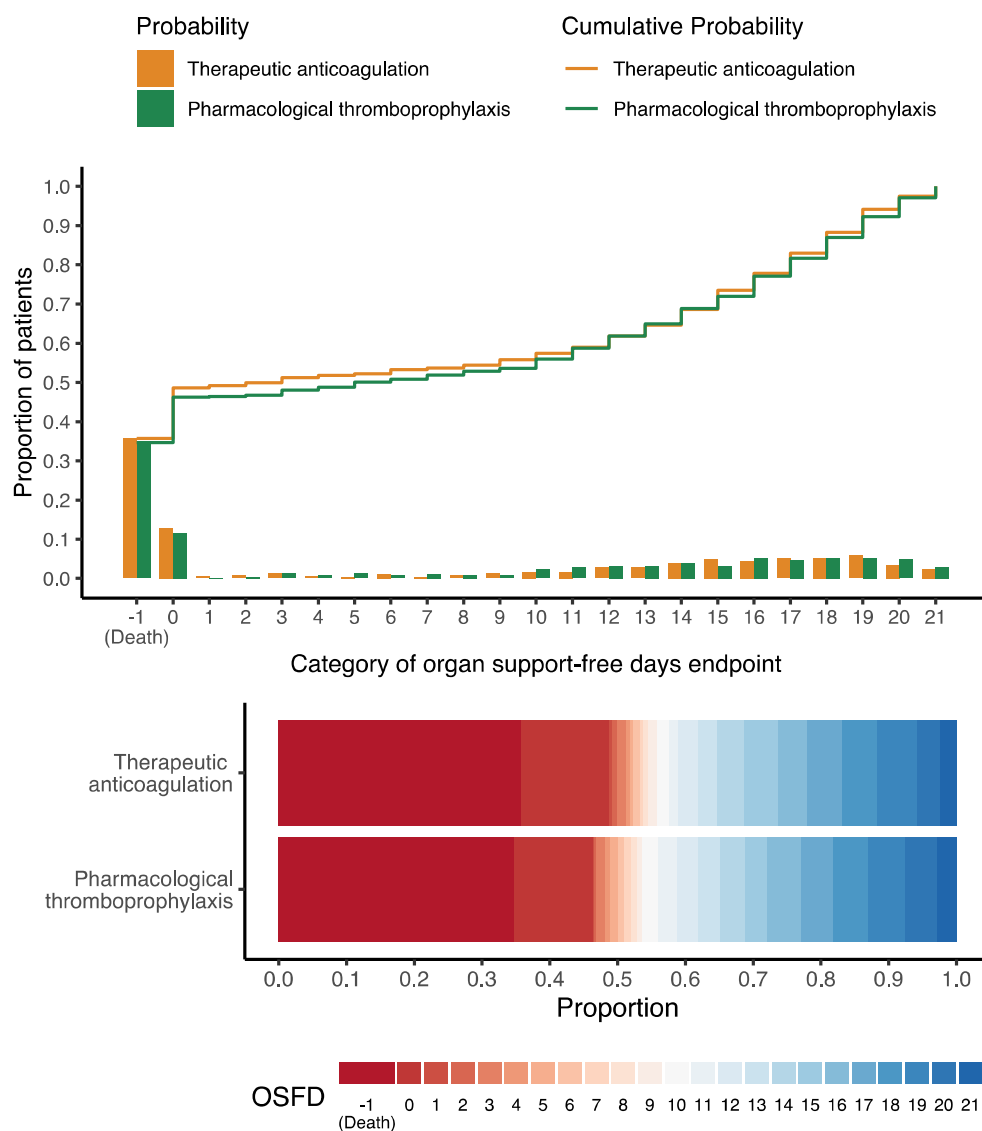 Probability
Therapeutic anticoagulation
Pharmacological thromboprophylaxis
Cumulative Probability
Therapeutic anticoagulation
Pharmacological thromboprophylaxis
Proportion of patients
1.0
0.9
0.8
0.7
0.6
0.5
0.4
0.3
0.2
0.1
0.0
-1 0 1 2 3 4 5 6 7 8 9 10 11 12 13 14 15 16 17 18 19 20 21
(Death)
Category of organ support-free days endpoint
Therapeutic
anticoagulation
Pharmacological
thromboprophylaxis
0.0 0.1 0.2 0.3 0.4 0.5 0.6 0.7 0.8 0.9 1.0
Proportion
OSFD
-1 0 1 2 3 4 5 6 7 8 9 10 11 12 13 14 15 16 17 18 19 20 21
(Death)